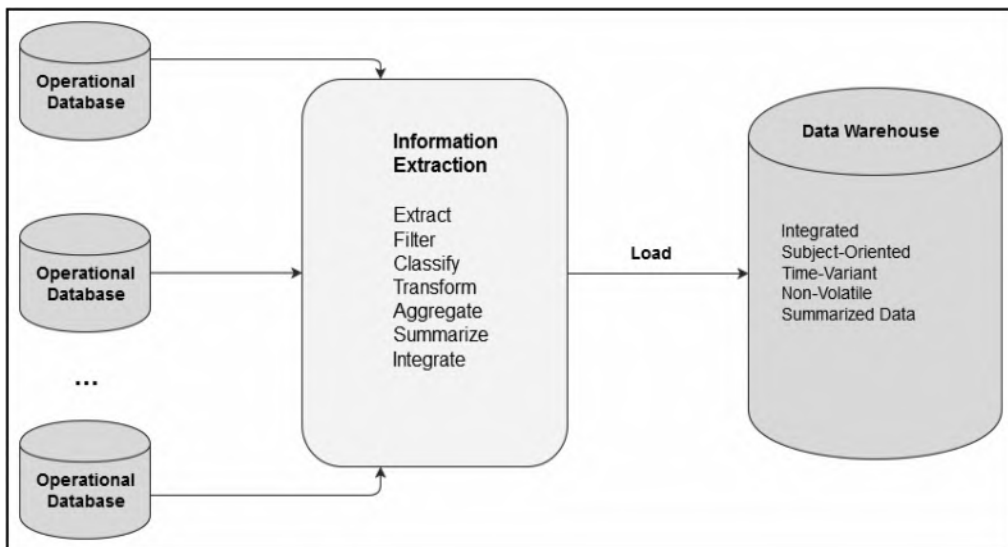 Operational
Database
Operational
Database
...
Operational
Database
Information
Extraction
Extract
Filter
Classify
Transform
Aggregate
Summarize
Integrate
Load
Data Warehouse
Integrated
Subject-Oriented
Time-Variant
Non-Volatile
Summarized Data